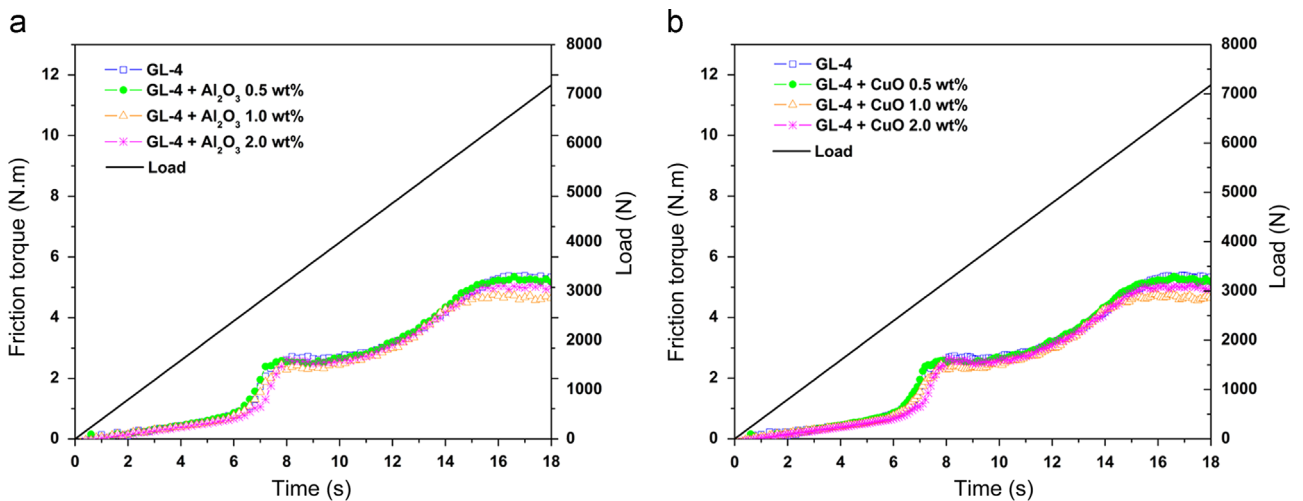 a
GL-4
GL-4 + Al2O3 0.5 wt%
GL-4 + Al2O3 1.0 wt%
GL-4 + Al2O3 2.0 wt%
Load
Friction torque (N.m)
12
10
8
6
4
2
0
0 2 4 6 8 10 12 14 16 18
Time (s)
8000
7000
6000
5000
4000
3000
2000
1000
0
Load (N)
b
GL-4
GL-4 + CuO 0.5 wt%
GL-4 + CuO 1.0 wt%
GL-4 + CuO 2.0 wt%
Load
Friction torque (N.m)
12
10
8
6
4
2
0
0 2 4 6 8 10 12 14 16 18
Time (s)
8000
7000
6000
5000
4000
3000
2000
1000
0
Load (N)